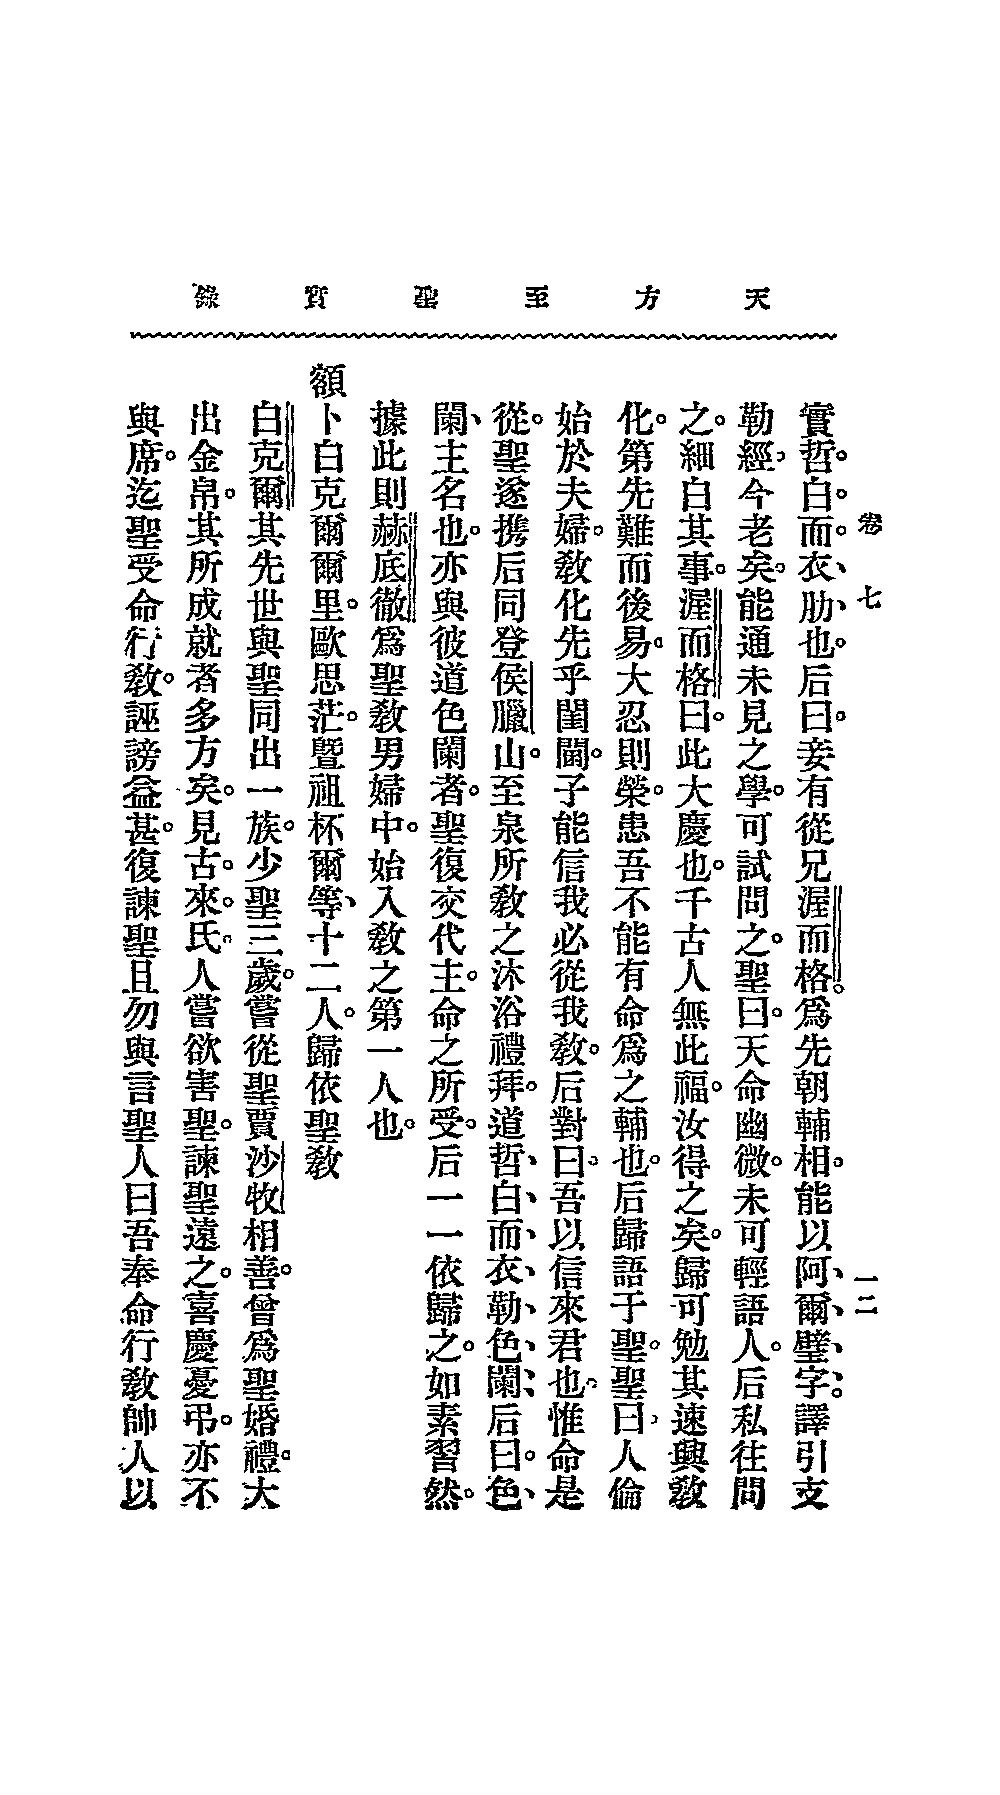 天方至聖實錄
卷七
一二
實哲。白。而。衣、肋、也。后曰。妾有從兄渥而格。爲先朝輔相。能以阿、爾、璧、字、。譯引支
勒經。今老矣。能通未見之學。可試問之。聖曰。天命幽微。未可輕語人。后私往問
之。細白其事。渥而格曰。此大慶也。千古人無此福。汝得之矣。歸可勉其速興敎
化。第先難而後易。大忍則榮。患吾不能有命爲之輔也。后歸語于聖。聖曰。人倫
始於夫婦。敎化先乎閨閫。子能信我必從我敎。后對曰。吾以信來君也。惟命是
從。聖遂携后同登侯臘山。至泉所敎之沐浴禮拜。道哲、白、而、衣、勒、色、闌、后曰。色、
闌、主名也。亦與彼道色闌者。聖復交代主。命之所受。后一一依歸之。如素習然。
據此則赫底徹爲聖敎男婦中。始入敎之第一人也。
額卜白克爾爾里。歐思茫。曁祖杯爾等、十二人。歸依聖敎
白克爾其先世與聖同出一族。少聖三歲。嘗從聖賈沙牧相善。曾爲聖婚禮。大
出金帛。其所成就者多方矣。見古。來。氏。人嘗欲害聖。諫聖遠之。喜慶憂弔。亦不
與席。迄聖受命行敎。誣謗益甚。復諫聖且勿與言聖人曰吾奉命行敎帥人以